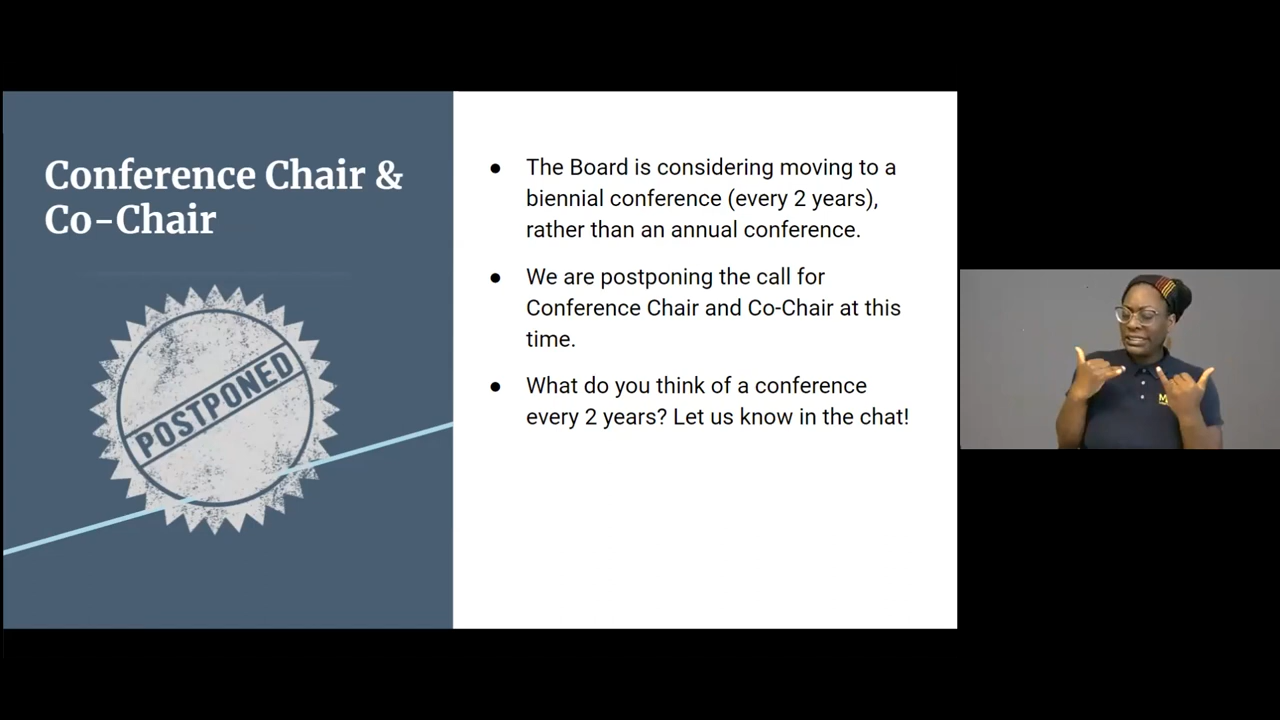 Conference Chair &
Co-Chair
POSTPONED
● The Board is considering moving to a
biennial conference (every 2 years),
rather than an annual conference.
● We are postponing the call for
Conference Chair and Co-Chair at this
time.
● What do you think of a conference
every 2 years? Let us know in the chat!